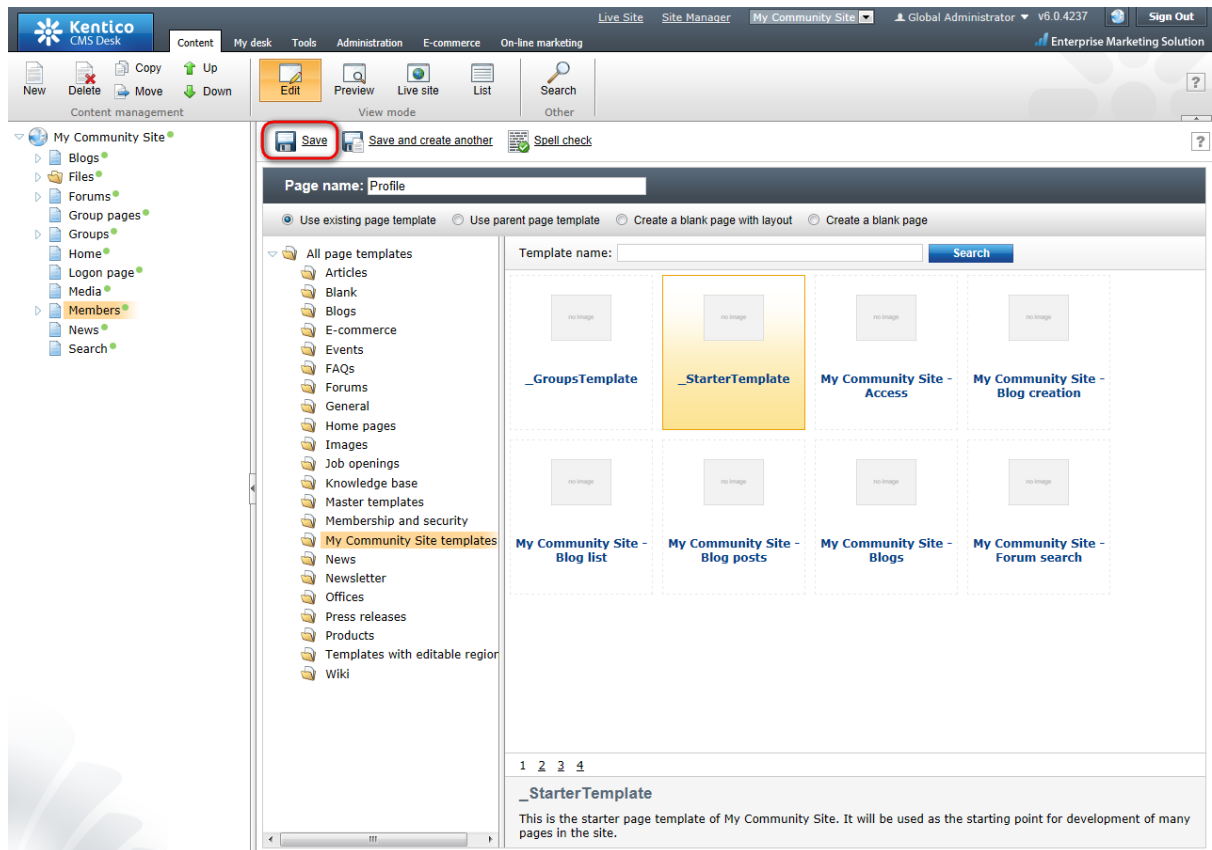 Kentico
CMS Desk
Live Site Site Manager My Community Site Global Administrator v6.0.4237 Sign Out
Content My desk Tools Administration E-commerce On-line marketing Enterprise Marketing Solution
New Delete Copy Move Up Down
Content management
Edit Preview Live site List
View mode
Search
Other
?
My Community Site
Blogs
Files
Forums
Group pages
Groups
Home
Logon page
Media
Members
News
Search
Save Save and create another Spell check ?
Page name: Profile
Use existing page template Use parent page template Create a blank page with layout Create a blank page
All page templates
Articles
Blank
Blogs
E-commerce
Events
FAQs
Forums
General
Home pages
Images
Job openings
Knowledge base
Master templates
Membership and security
My Community Site templates
News
Newsletter
Offices
Press releases
Products
Templates with editable region
Wiki
Template name: Search
no image no image no image no image
_GroupsTemplate _StarterTemplate My Community Site - My Community Site -
Access Blog creation
no image no image no image no image
My Community Site - My Community Site - My Community Site - My Community Site -
Blog list Blog posts Blogs Forum search
1 2 3 4
_StarterTemplate
This is the starter page template of My Community Site. It will be used as the starting point for development of many
pages in the site.